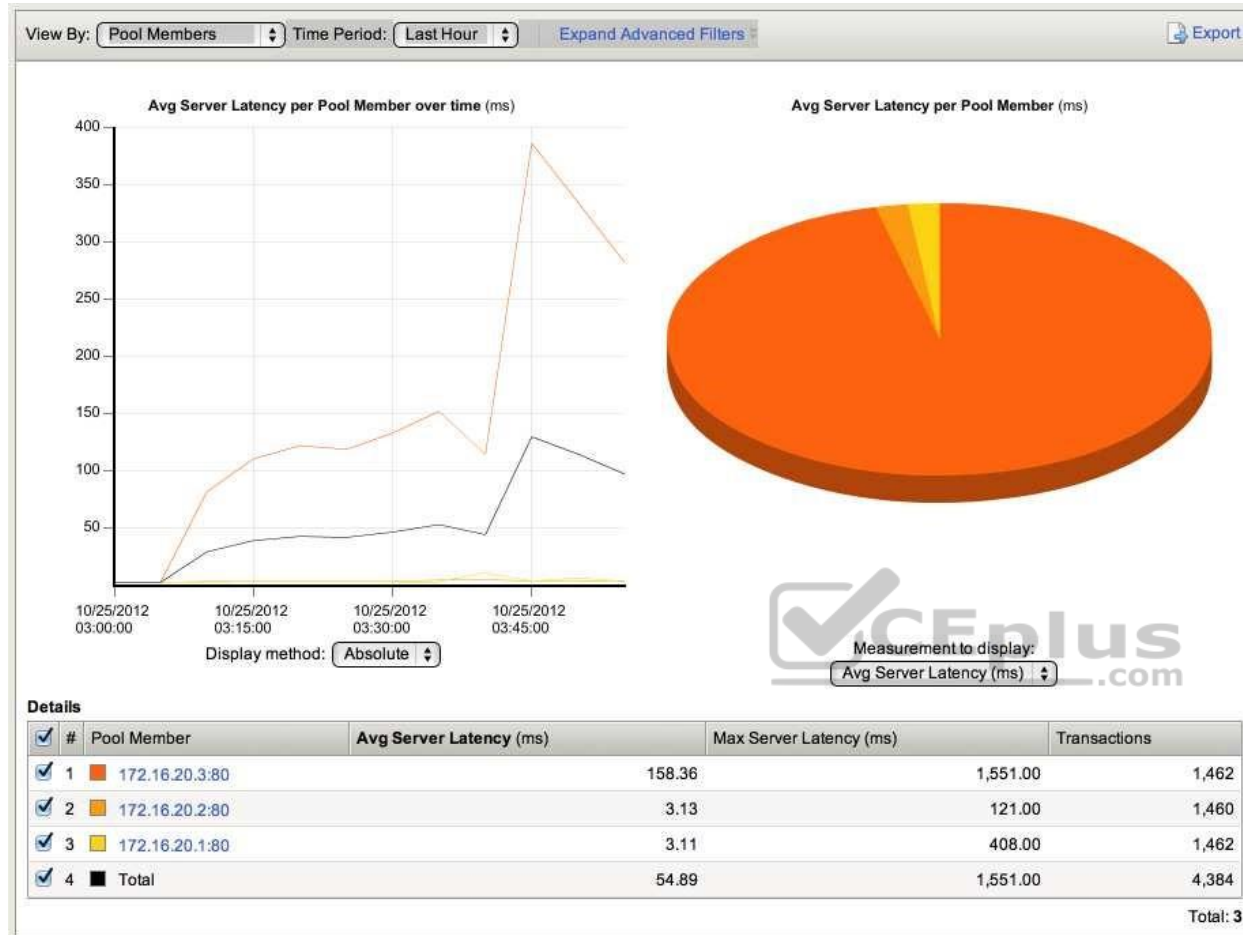 View By: Pool Members Time Period: Last Hour Expand Advanced Filters Export
Avg Server Latency per Pool Member over time (ms)
400
350
300
250
200
150
100
50
10/25/2012 03:00:00
10/25/2012 03:15:00
10/25/2012 03:30:00
10/25/2012 03:45:00
Display method: Absolute
Avg Server Latency per Pool Member (ms)
CEplus
.com
Measurement to display:
Avg Server Latency (ms)
Details
# Pool Member Avg Server Latency (ms) Max Server Latency (ms) Transactions
1 172.16.20.3:80 158.36 1,551.00 1,462
2 172.16.20.2:80 3.13 121.00 1,460
3 172.16.20.1:80 3.11 408.00 1,462
4 Total 54.89 1,551.00 4,384
Total: 3